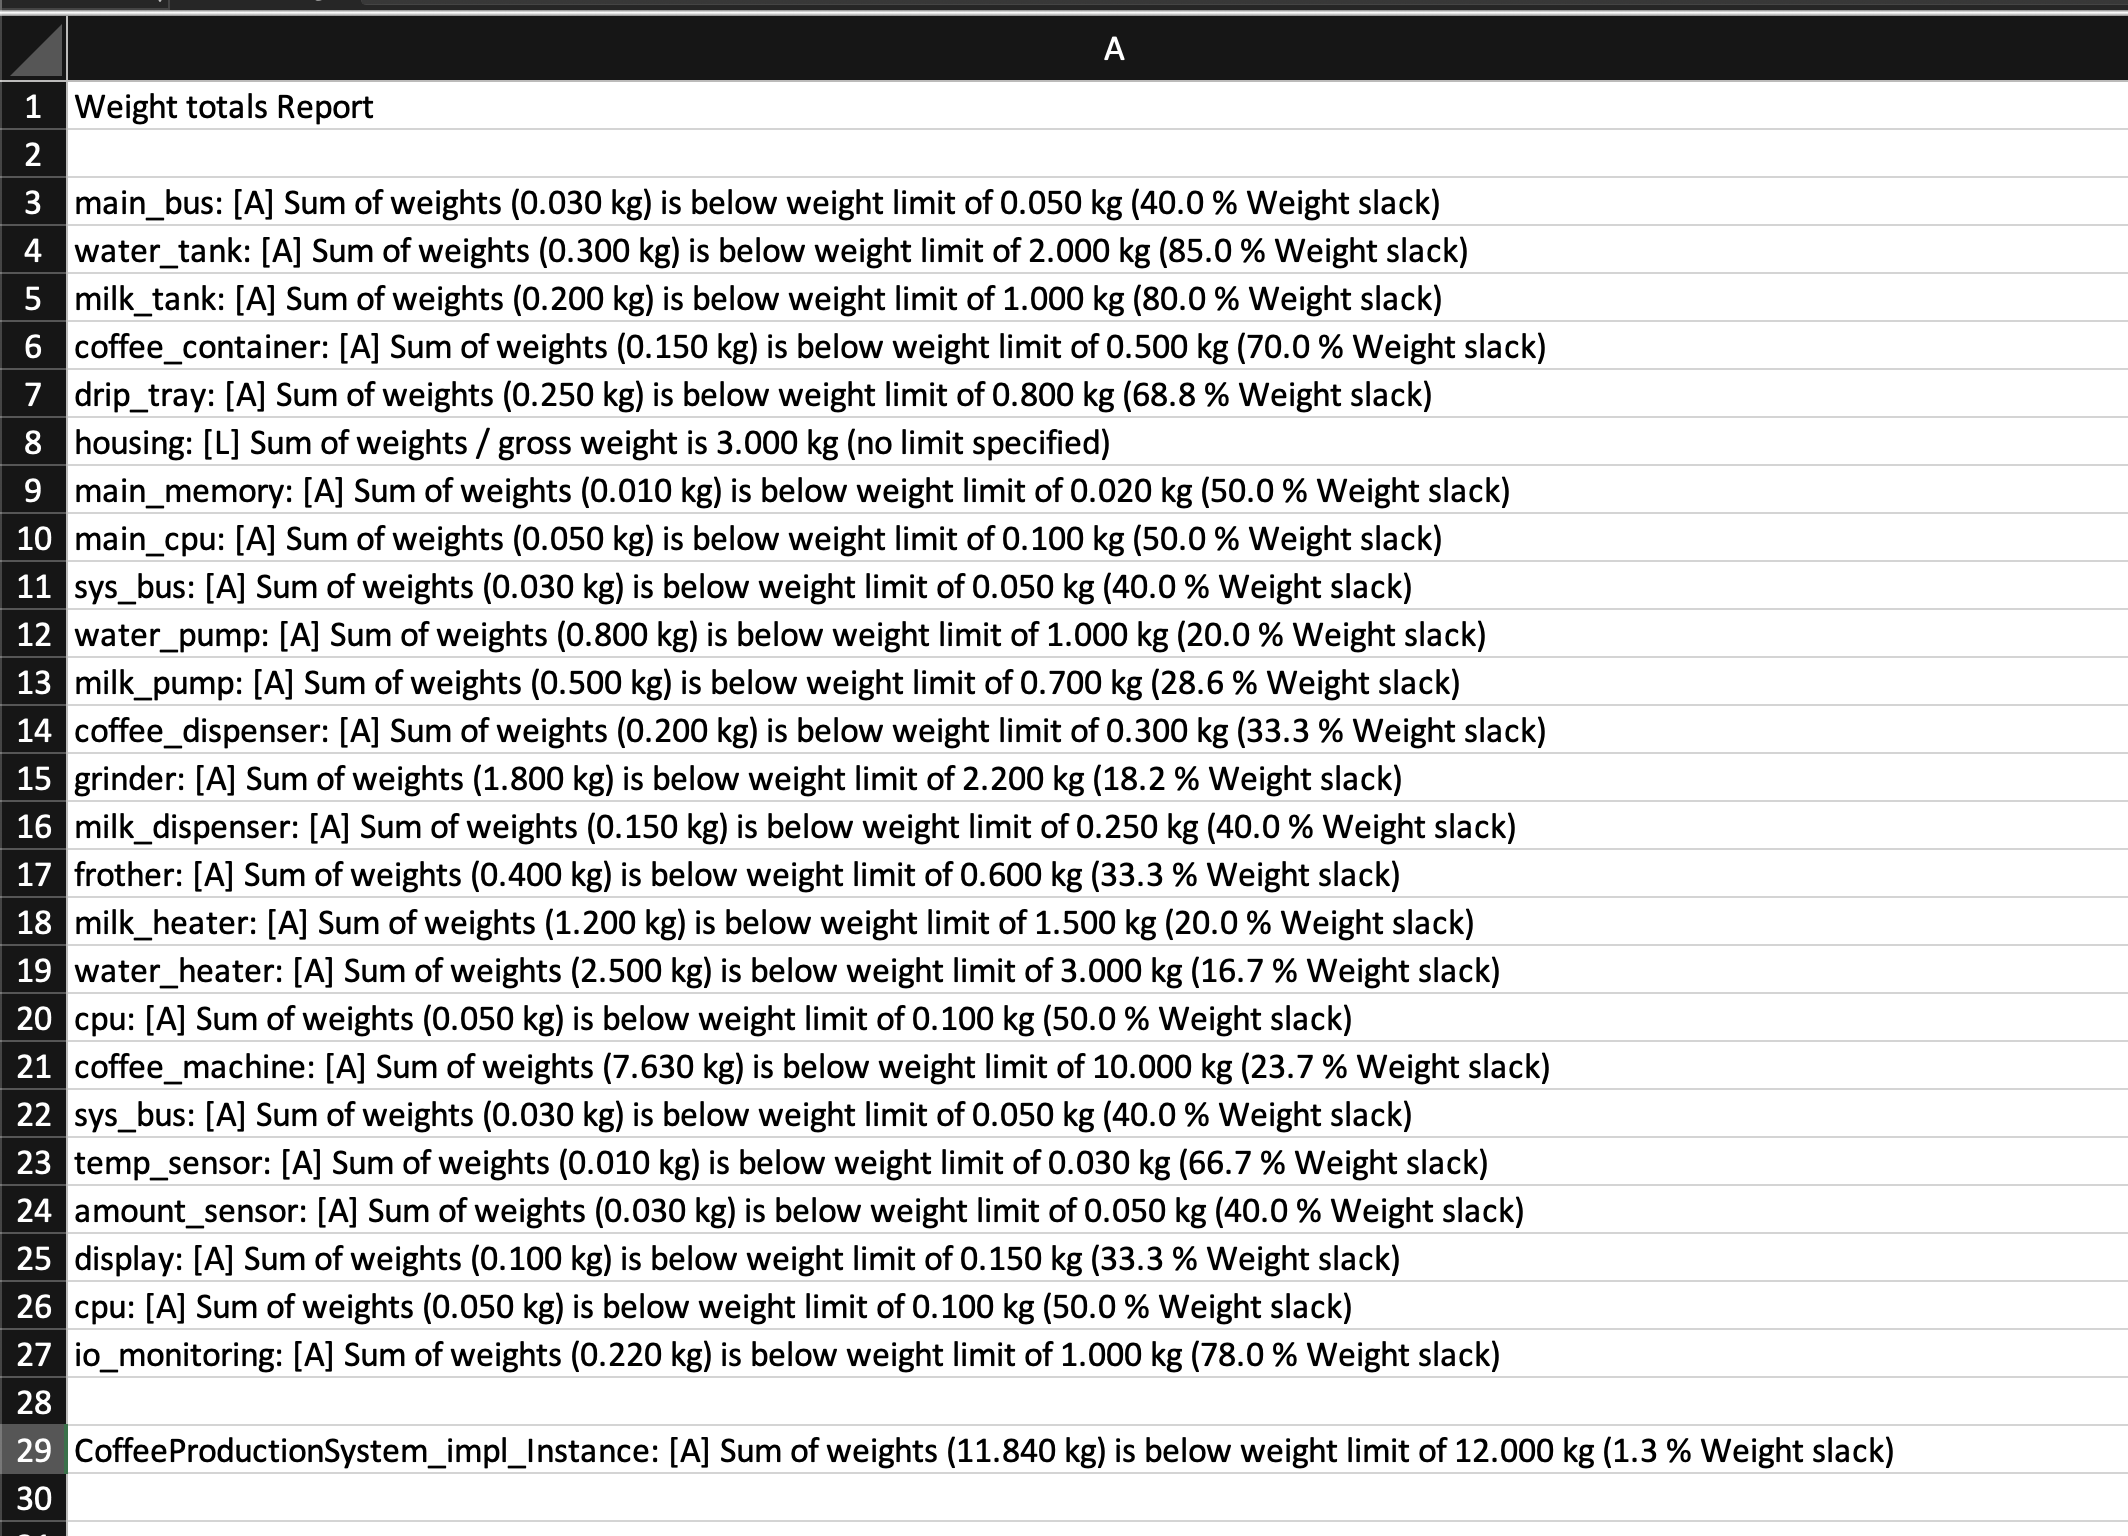 A
1 Weight totals Report
2
3 main_bus: [A] Sum of weights (0.030 kg) is below weight limit of 0.050 kg (40.0 % Weight slack)
4 water_tank: [A] Sum of weights (0.300 kg) is below weight limit of 2.000 kg (85.0 % Weight slack)
5 milk_tank: [A] Sum of weights (0.200 kg) is below weight limit of 1.000 kg (80.0 % Weight slack)
6 coffee_container: [A] Sum of weights (0.150 kg) is below weight limit of 0.500 kg (70.0 % Weight slack)
7 drip_tray: [A] Sum of weights (0.250 kg) is below weight limit of 0.800 kg (68.8 % Weight slack)
8 housing: [L] Sum of weights / gross weight is 3.000 kg (no limit specified)
9 main_memory: [A] Sum of weights (0.010 kg) is below weight limit of 0.020 kg (50.0 % Weight slack)
10 main_cpu: [A] Sum of weights (0.050 kg) is below weight limit of 0.100 kg (50.0 % Weight slack)
11 sys_bus: [A] Sum of weights (0.030 kg) is below weight limit of 0.050 kg (40.0 % Weight slack)
12 water_pump: [A] Sum of weights (0.800 kg) is below weight limit of 1.000 kg (20.0 % Weight slack)
13 milk_pump: [A] Sum of weights (0.500 kg) is below weight limit of 0.700 kg (28.6 % Weight slack)
14 coffee_dispenser: [A] Sum of weights (0.200 kg) is below weight limit of 0.300 kg (33.3 % Weight slack)
15 grinder: [A] Sum of weights (1.800 kg) is below weight limit of 2.200 kg (18.2 % Weight slack)
16 milk_dispenser: [A] Sum of weights (0.150 kg) is below weight limit of 0.250 kg (40.0 % Weight slack)
17 frother: [A] Sum of weights (0.400 kg) is below weight limit of 0.600 kg (33.3 % Weight slack)
18 milk_heater: [A] Sum of weights (1.200 kg) is below weight limit of 1.500 kg (20.0 % Weight slack)
19 water_heater: [A] Sum of weights (2.500 kg) is below weight limit of 3.000 kg (16.7 % Weight slack)
20 cpu: [A] Sum of weights (0.050 kg) is below weight limit of 0.100 kg (50.0 % Weight slack)
21 coffee_machine: [A] Sum of weights (7.630 kg) is below weight limit of 10.000 kg (23.7 % Weight slack)
22 sys_bus: [A] Sum of weights (0.030 kg) is below weight limit of 0.050 kg (40.0 % Weight slack)
23 temp_sensor: [A] Sum of weights (0.010 kg) is below weight limit of 0.030 kg (66.7 % Weight slack)
24 amount_sensor: [A] Sum of weights (0.030 kg) is below weight limit of 0.050 kg (40.0 % Weight slack)
25 display: [A] Sum of weights (0.100 kg) is below weight limit of 0.150 kg (33.3 % Weight slack)
26 cpu: [A] Sum of weights (0.050 kg) is below weight limit of 0.100 kg (50.0 % Weight slack)
27 io_monitoring: [A] Sum of weights (0.220 kg) is below weight limit of 1.000 kg (78.0 % Weight slack)
28
29 CoffeeProductionSystem_impl_Instance: [A] Sum of weights (11.840 kg) is below weight limit of 12.000 kg (1.3 % Weight slack)
30